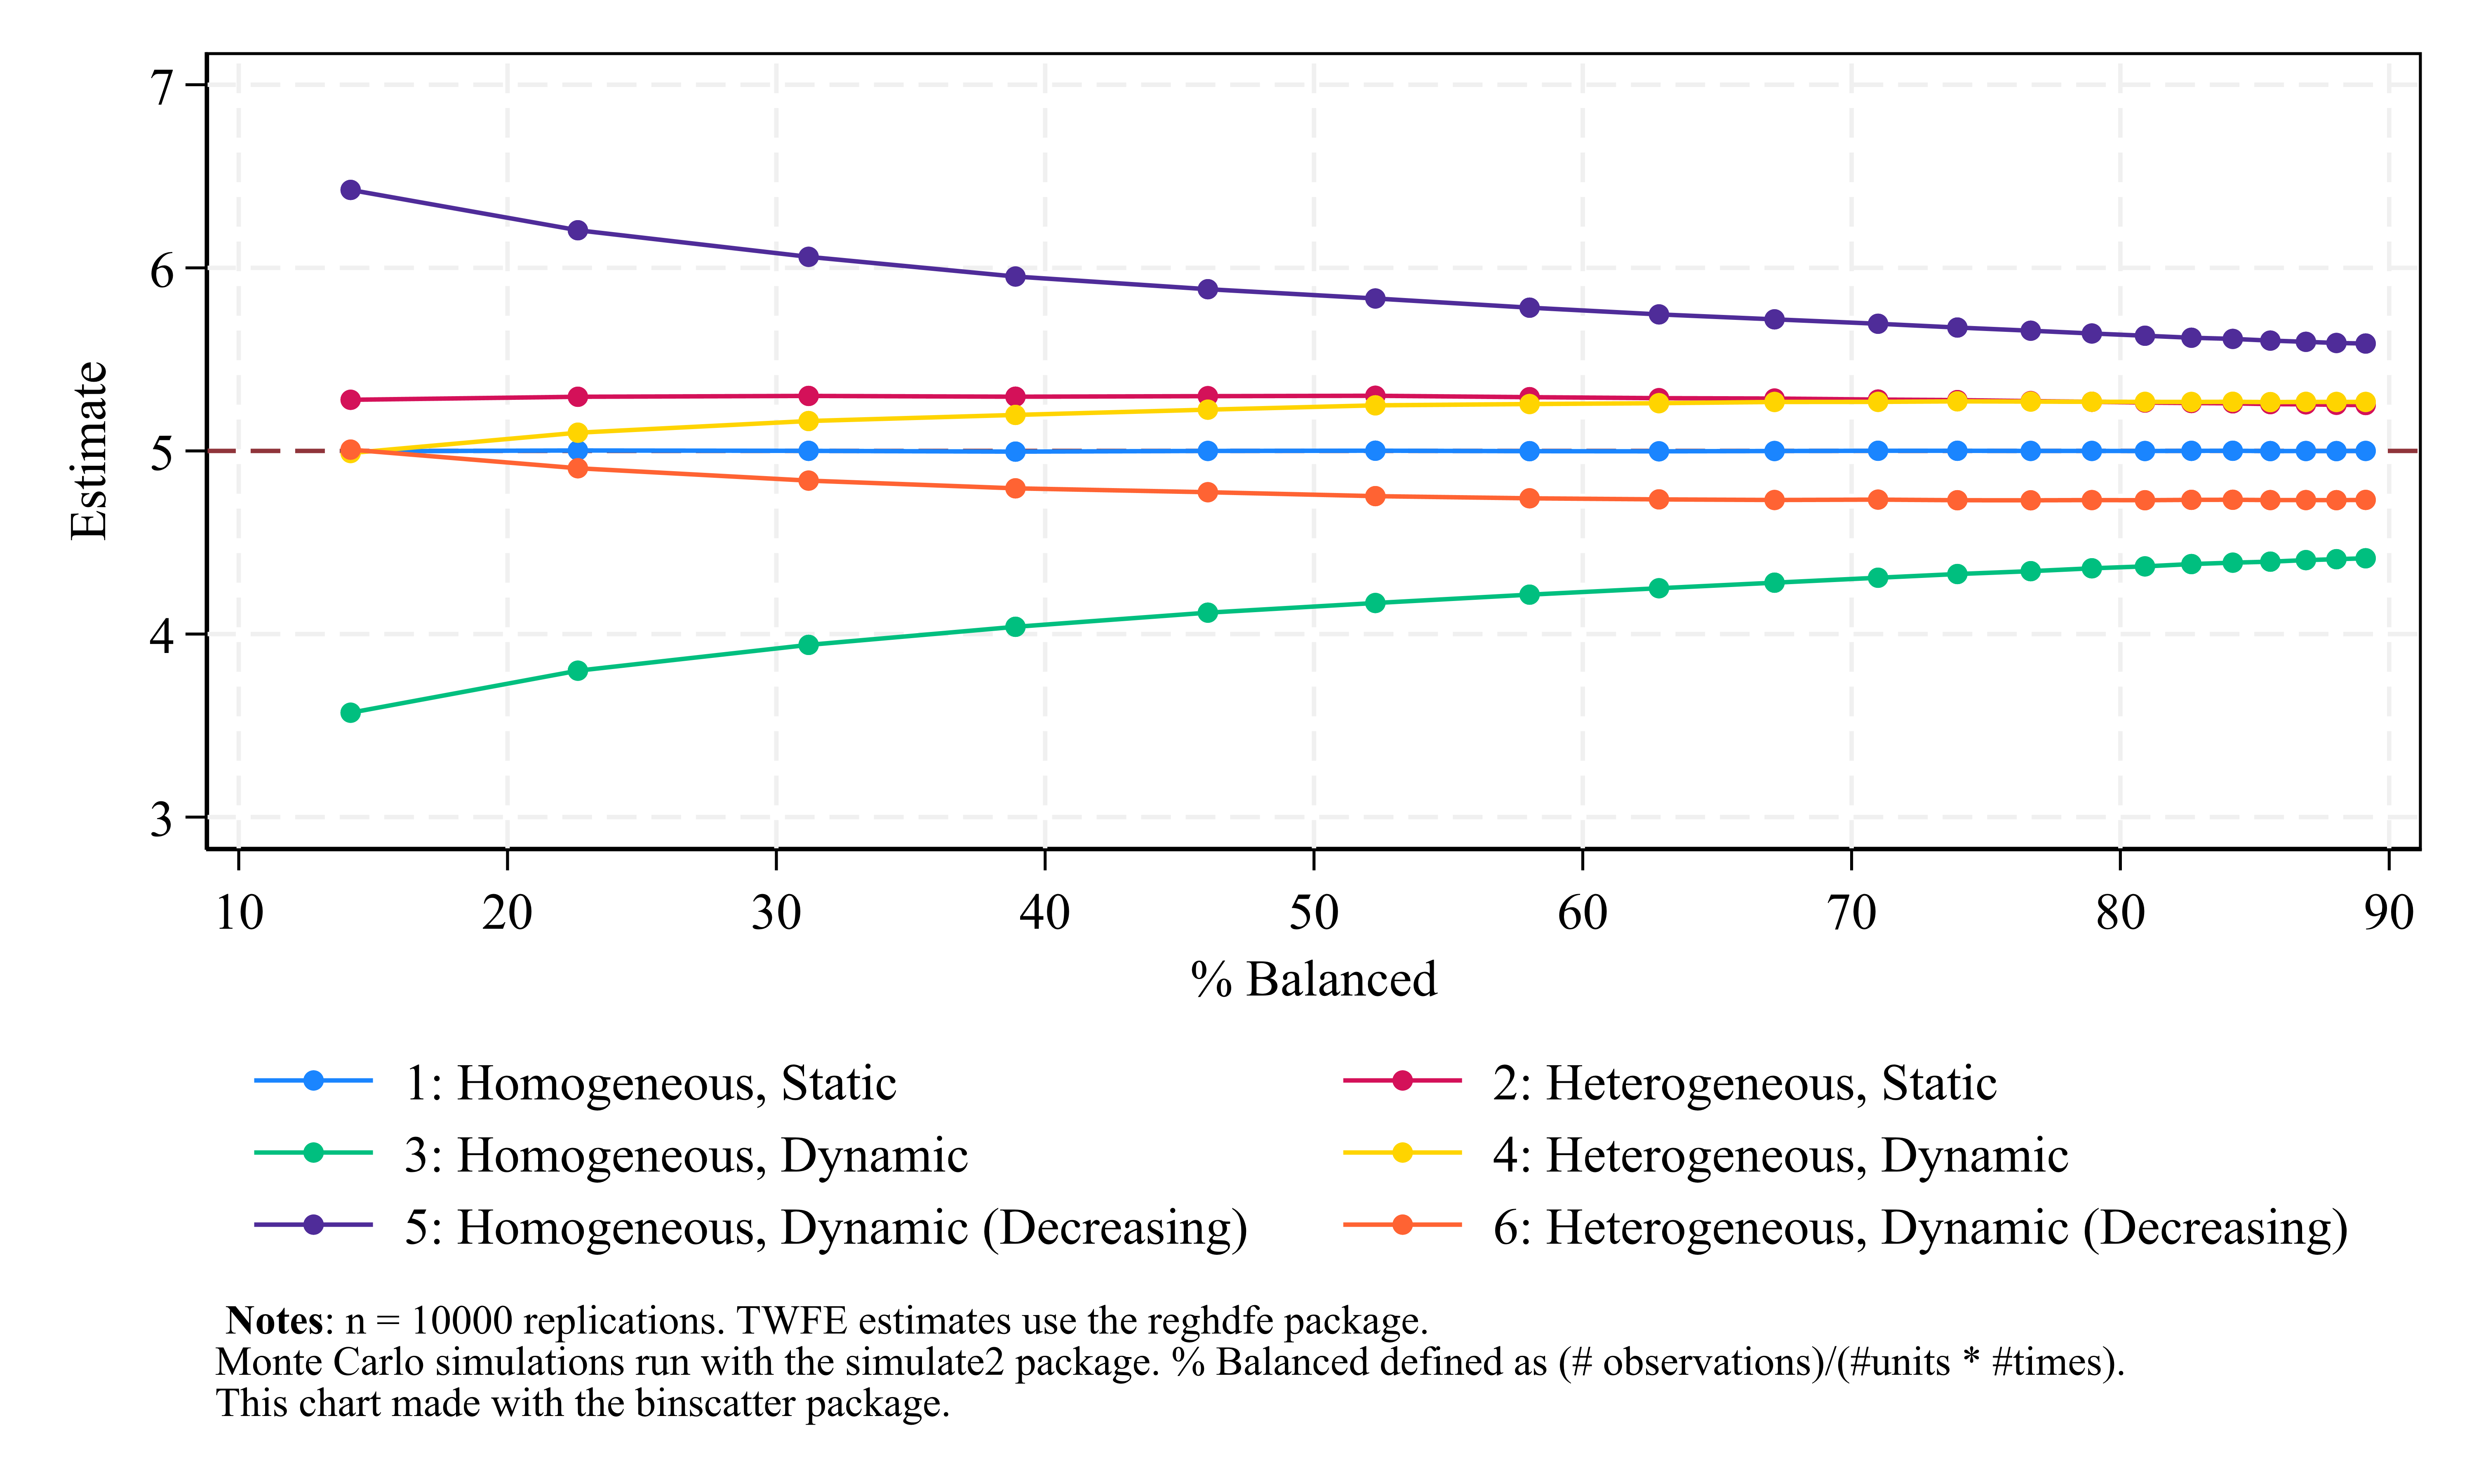 7
6
5
4
3
Estimate
10 20 30 40 50 60 70 80 90
% Balanced
1: Homogeneous, Static
2: Heterogeneous, Static
3: Homogeneous, Dynamic
4: Heterogeneous, Dynamic
5: Homogeneous, Dynamic (Decreasing)
6: Heterogeneous, Dynamic (Decreasing)
Notes: n = 10000 replications. TWFE estimates use the reghdfe package.
Monte Carlo simulations run with the simulate2 package. % Balanced defined as (# observations)/(#units * #times).
This chart made with the binscatter package.